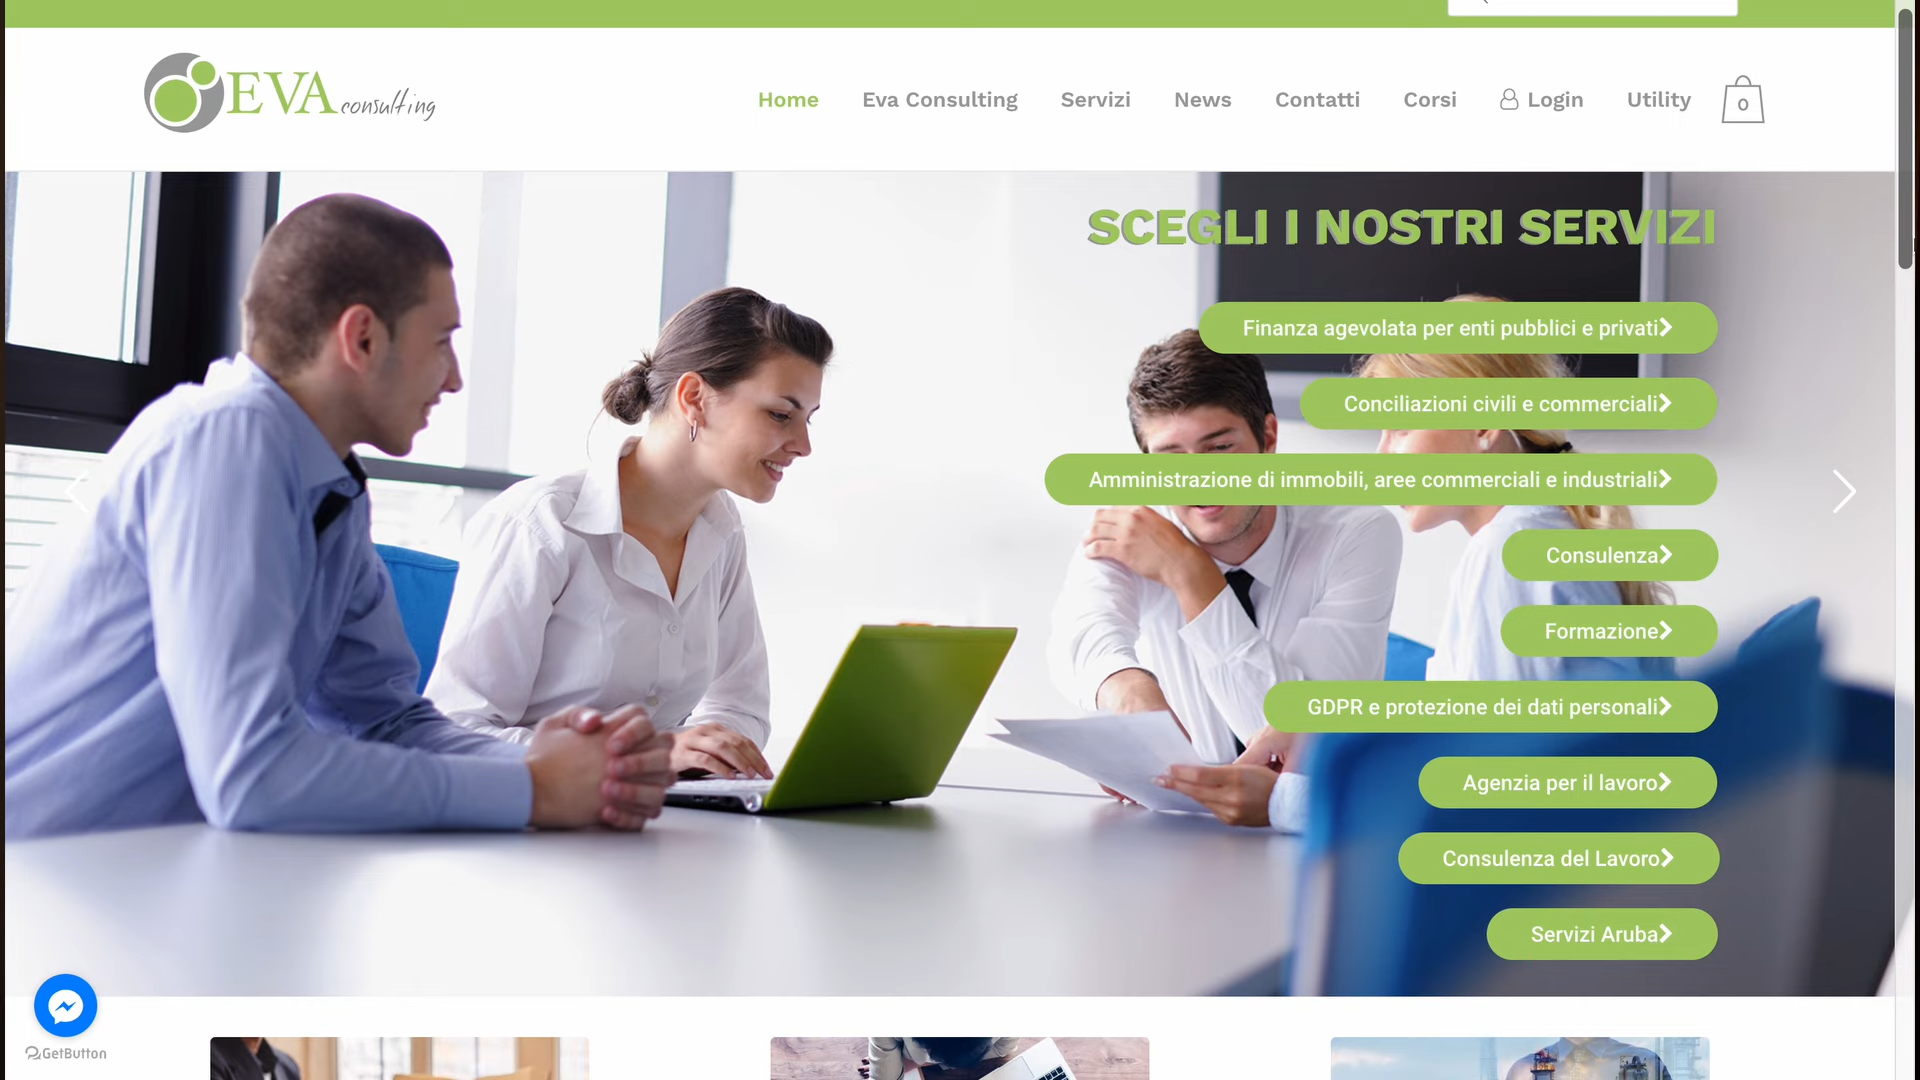 EVA consulting
Home Eva Consulting Servizi News Contatti Corsi Login Utility 0
SCEGLI I NOSTRI SERVIZI
Finanza agevolata per enti pubblici e privati
Conciliazioni civili e commerciali
Amministrazione di immobili, aree commerciali e industriali
Consulenza
Formazione
GDPR e protezione dei dati personali
Agenzia per il lavoro
Consulenza del Lavoro
Servizi Aruba
GetButton